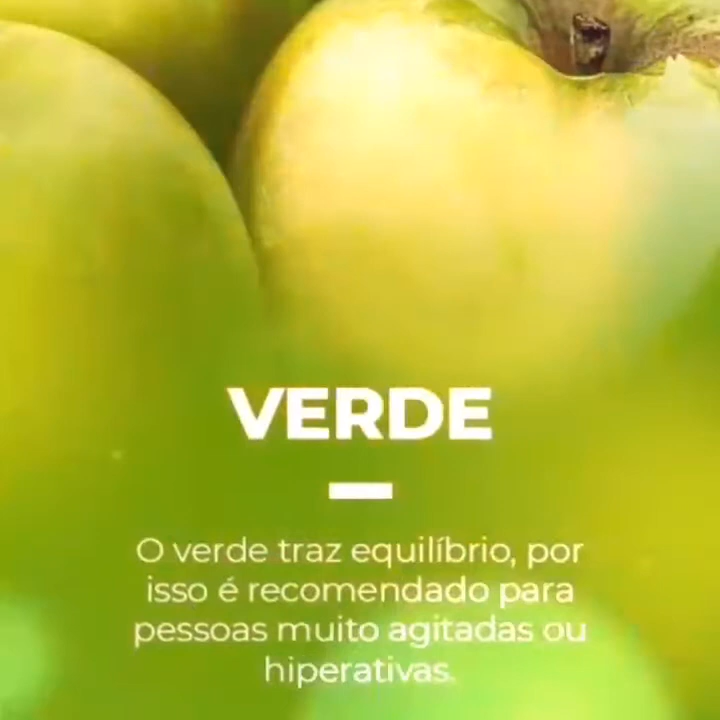 VERDE
O verde traz equilíbrio, por
isso é recomendado para
pessoas muito agitadas ou
hiperativas.